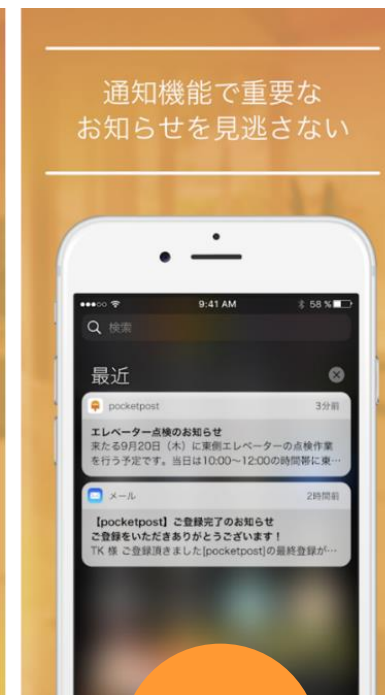 通知機能で重要な
お知らせを見逃さない
9:41 AM
58 %
検索
最近
pocketpost
3分前
エレベーター点検のお知らせ
来たる9月20日（木）に東側エレベーターの点検作業
を行う予定です。当日は10:00〜12:00の時間帯に東…
メール
2時間前
【pocketpost】ご登録完了のお知らせ
ご登録をいただきありがとうございます！
TK 様 ご登録頂きました[pocketpost]の最終登録が…